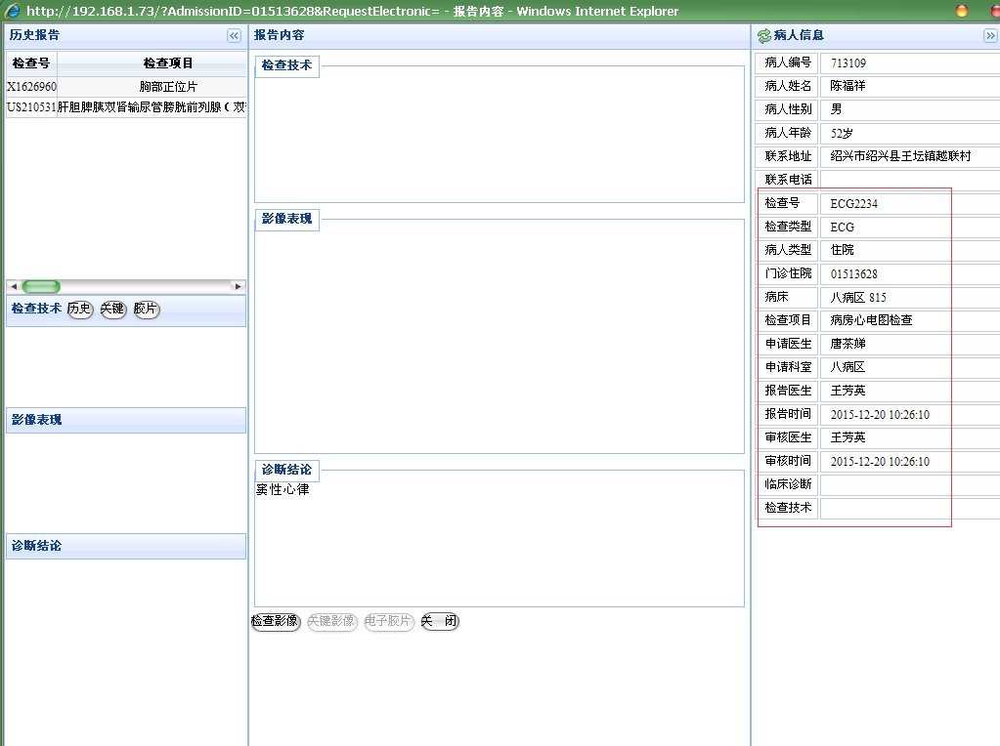 http://192.168.1.73/?AdmissionID=01513628&RequestElectronic= - 报告内容 - Windows Internet Explorer
历史报告
检查号 检查项目
X1626960 胸部正位片
US210531 肝胆脾胰双肾输尿管膀胱前列腺（双
检查技术 历史 关键 胶片
影像表现
诊断结论
报告内容
检查技术
影像表现
诊断结论
窦性心律
检查影像 关键影像 电子胶片 关 闭
病人信息
病人编号 713109
病人姓名 陈福祥
病人性别 男
病人年龄 52岁
联系地址 绍兴市绍兴县王坛镇越联村
联系电话
检查号 ECG2234
检查类型 ECG
病人类型 住院
门诊住院 01513628
病床 八病区 815
检查项目 病房心电图检查
申请医生 唐茶娣
申请科室 八病区
报告医生 王芳英
报告时间 2015-12-20 10:26:10
审核医生 王芳英
审核时间 2015-12-20 10:26:10
临床诊断
检查技术